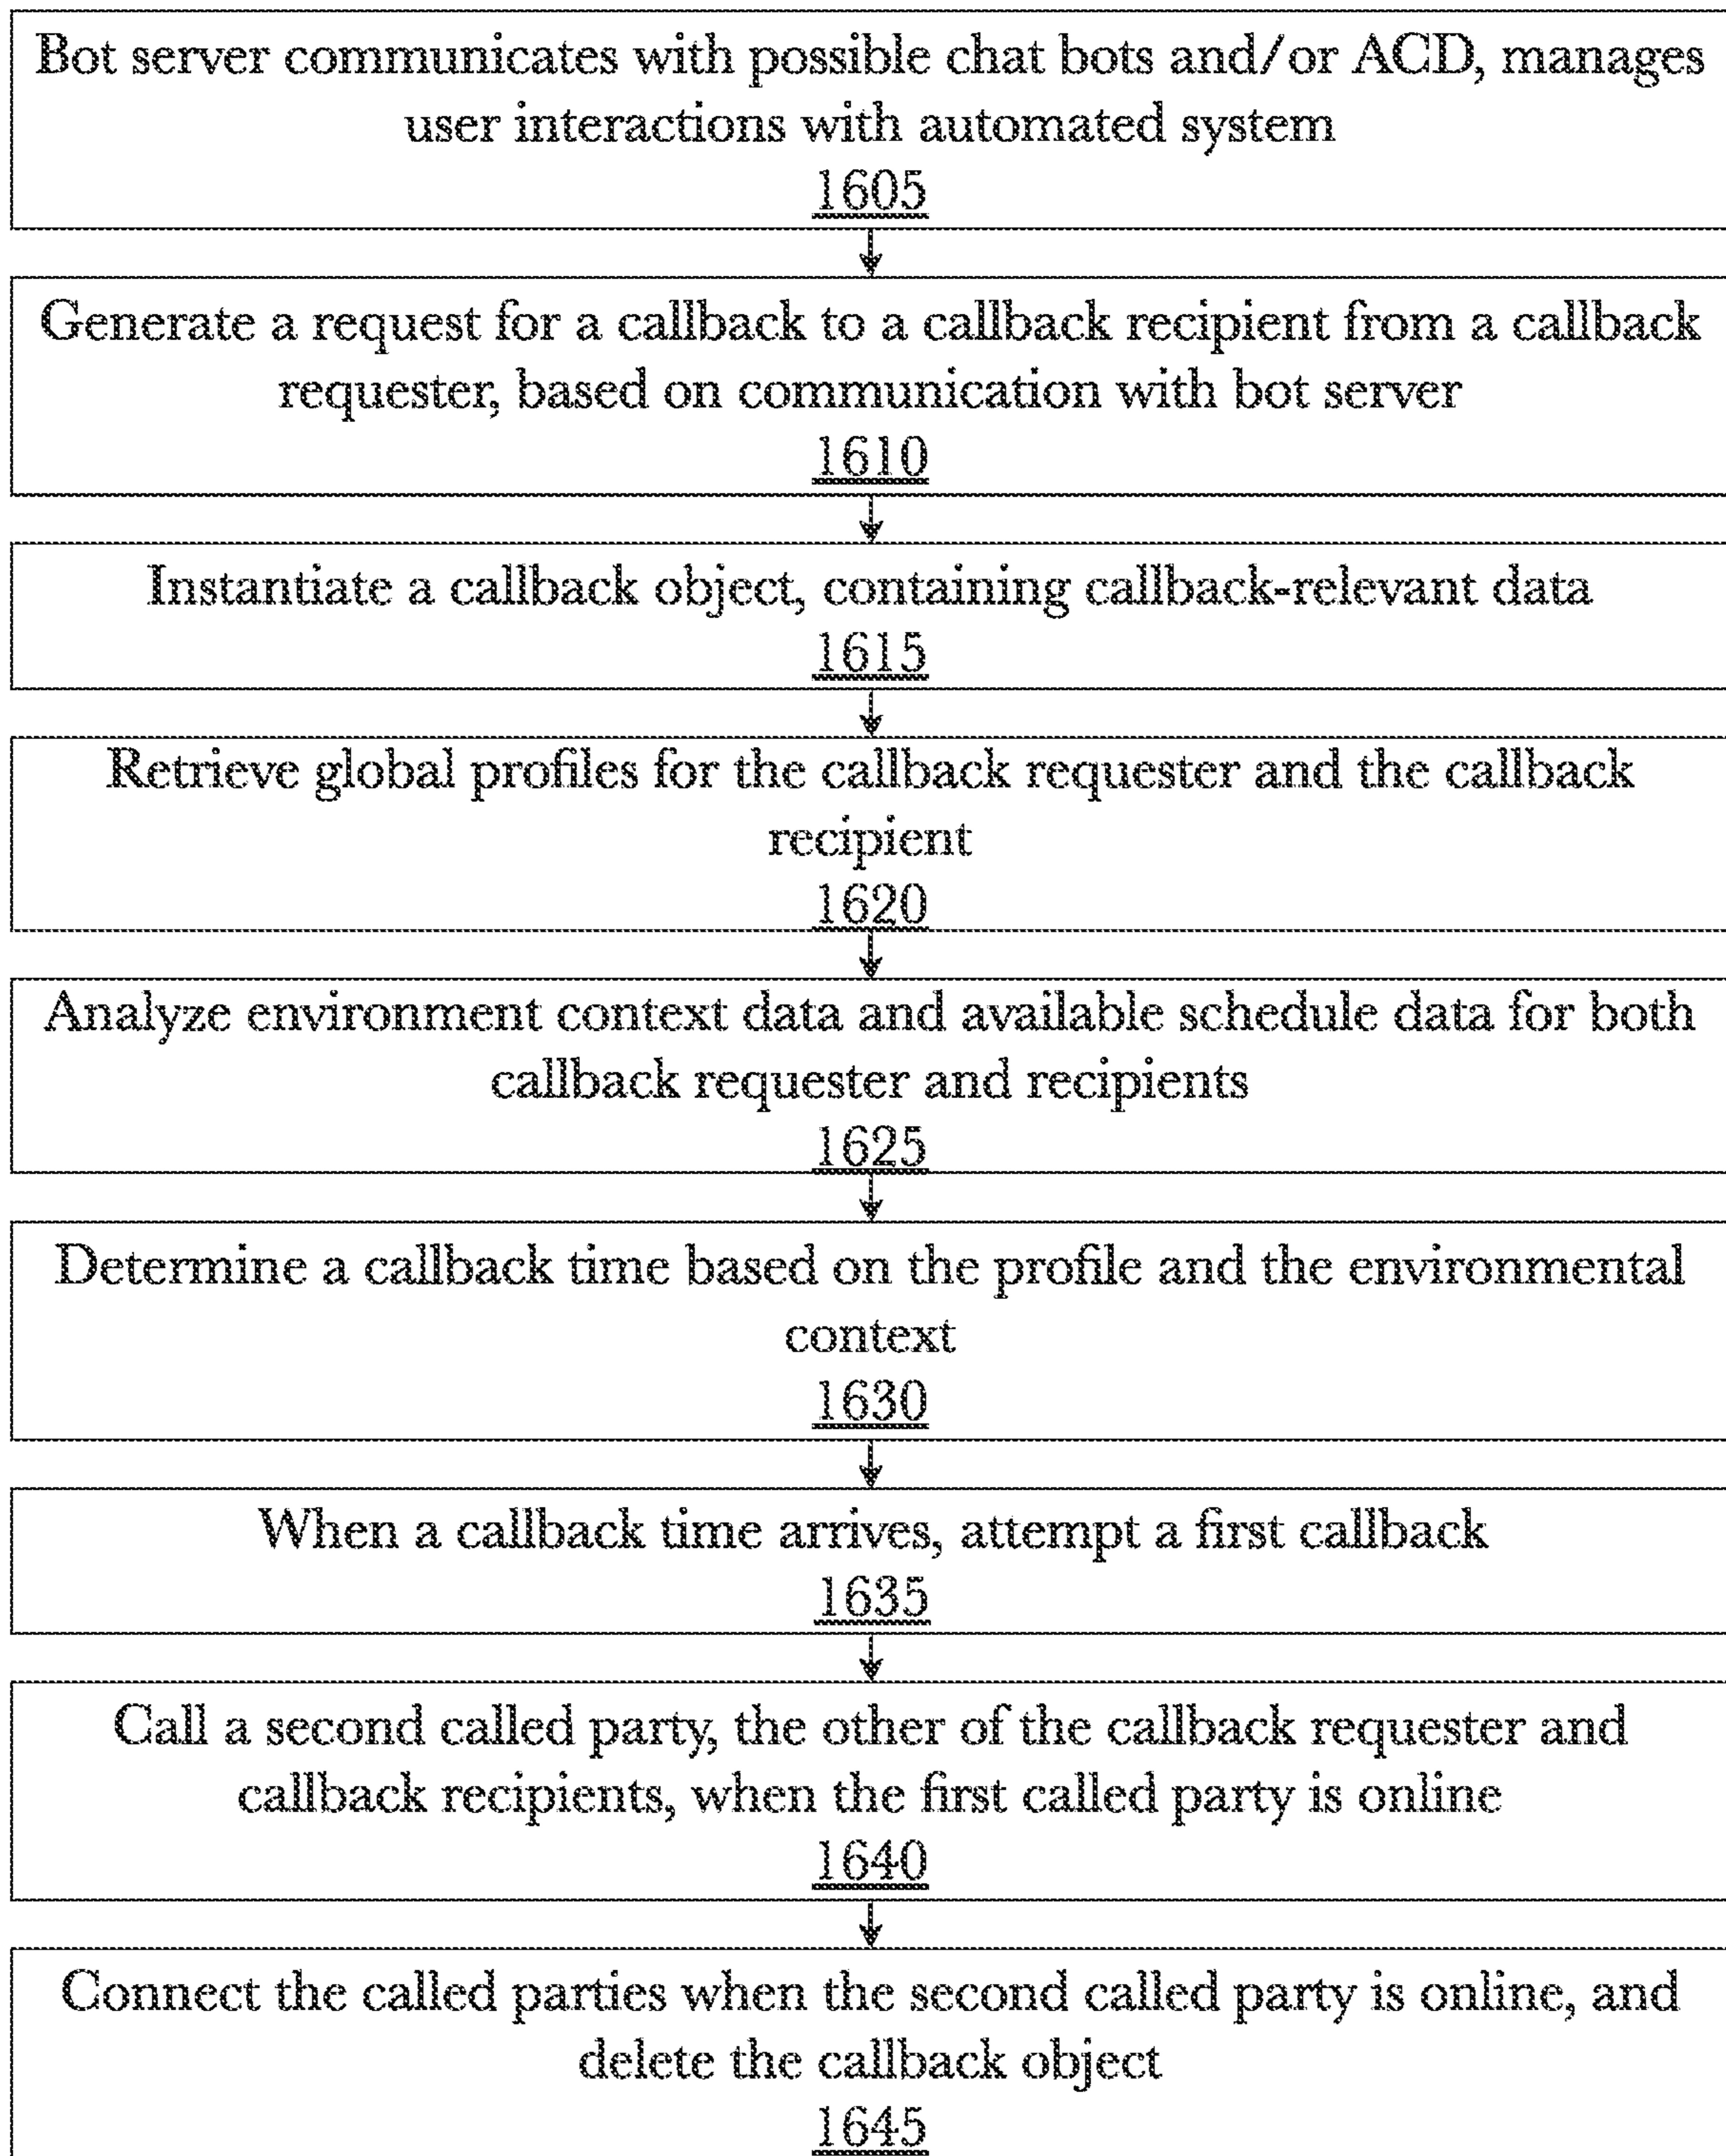 Bot server communicates with possible chat bots and/or ACD, manages
user interactions with automated system
1605
Generate a request for a callback to a callback recipient from a callback
requester, based on communication with bot server
1610
Instantiate a callback object, containing callback-relevant data
1615
Retrieve global profiles for the callback requester and the callback
recipient
1620
Analyze environment context data and available schedule data for both
callback requester and recipients
1625
Determine a callback time based on the profile and the environmental
context
1630
When a callback time arrives, attempt a first callback
1635
Call a second called party, the other of the callback requester and
callback recipients, when the first called party is online
1640
Connect the called parties when the second called party is online, and
delete the callback object
1645